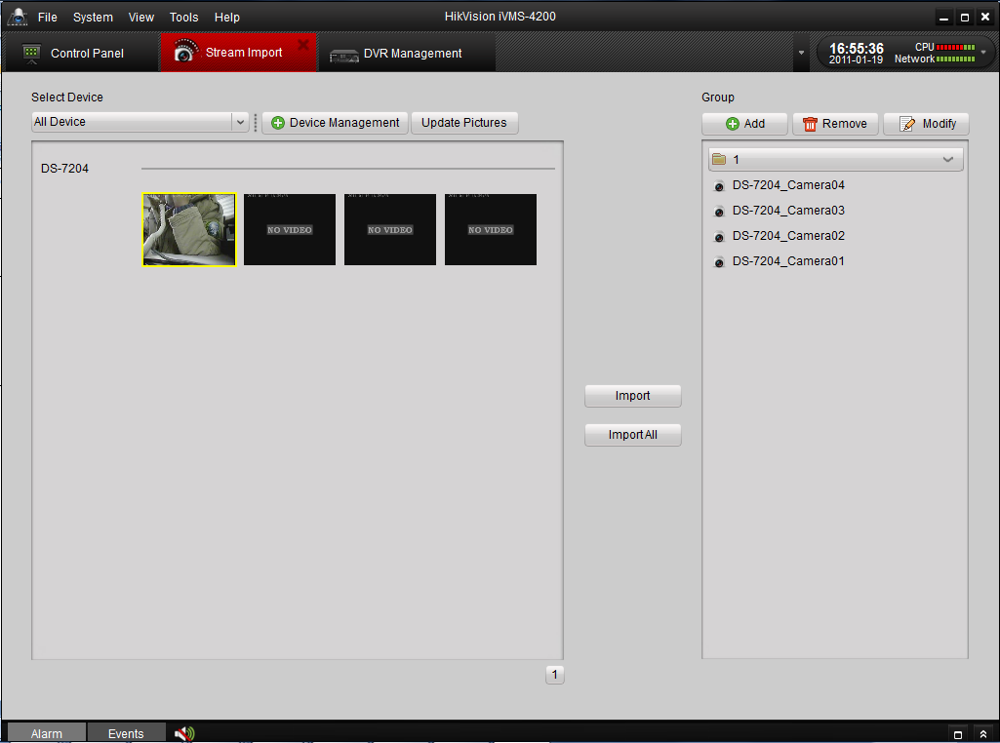 File System View Tools Help HikVision iVMS-4200
Control Panel Stream Import DVR Management 16:55:36 CPU
2011-01-19 Network
Select Device Group
All Device Device Management Update Pictures Add Remove Modify
DS-7204 1
DS-7204_Camera04
NO VIDEO NO VIDEO NO VIDEO DS-7204_Camera03
DS-7204_Camera02
DS-7204_Camera01
Import
Import All
1
Alarm Events